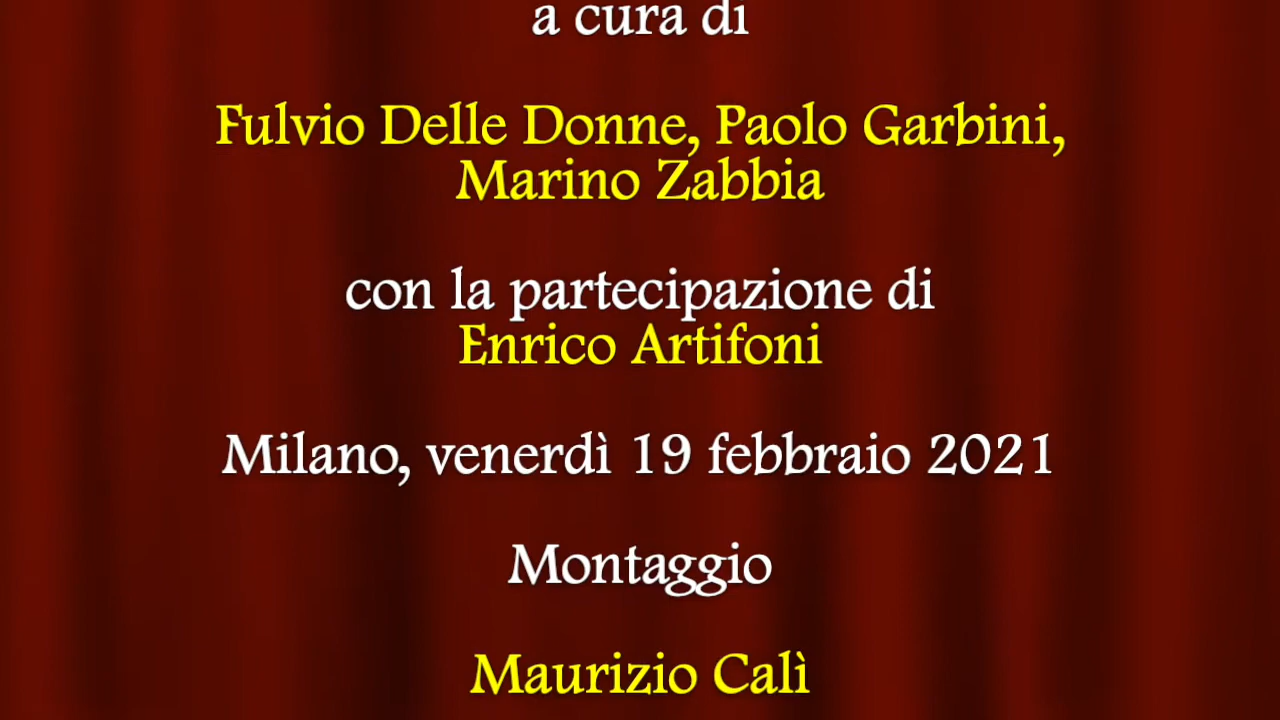 a cura di
Fulvio Delle Donne, Paolo Garbini,
Marino Zabbia
con la partecipazione di
Enrico Artifoni
Milano, venerdì 19 febbraio 2021
Montaggio
Maurizio Calì